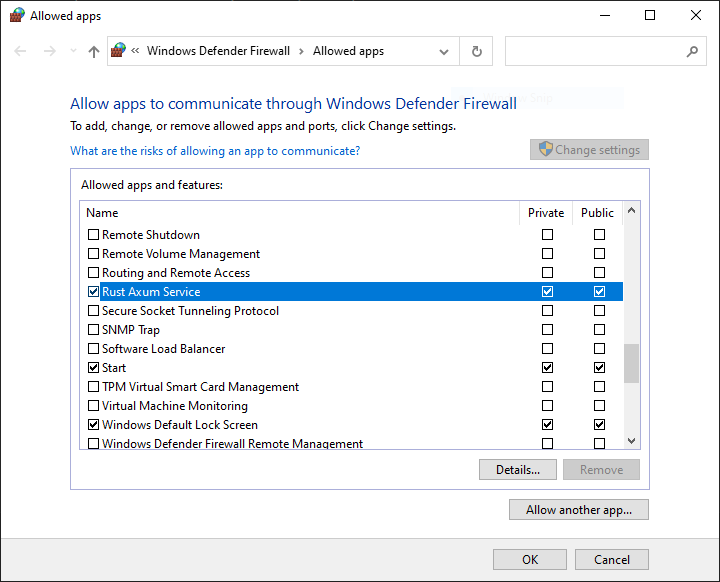 Allowed apps
« Windows Defender Firewall › Allowed apps
Allow apps to communicate through Windows Defender Firewall
To add, change, or remove allowed apps and ports, click Change settings.
What are the risks of allowing an app to communicate?
Change settings
Allowed apps and features:
Name Private Public
Remote Shutdown
Remote Volume Management
Routing and Remote Access
Rust Axum Service
Secure Socket Tunneling Protocol
SNMP Trap
Software Load Balancer
Start
TPM Virtual Smart Card Management
Virtual Machine Monitoring
Windows Default Lock Screen
Windows Defender Firewall Remote Management
Details... Remove
Allow another app...
OK Cancel